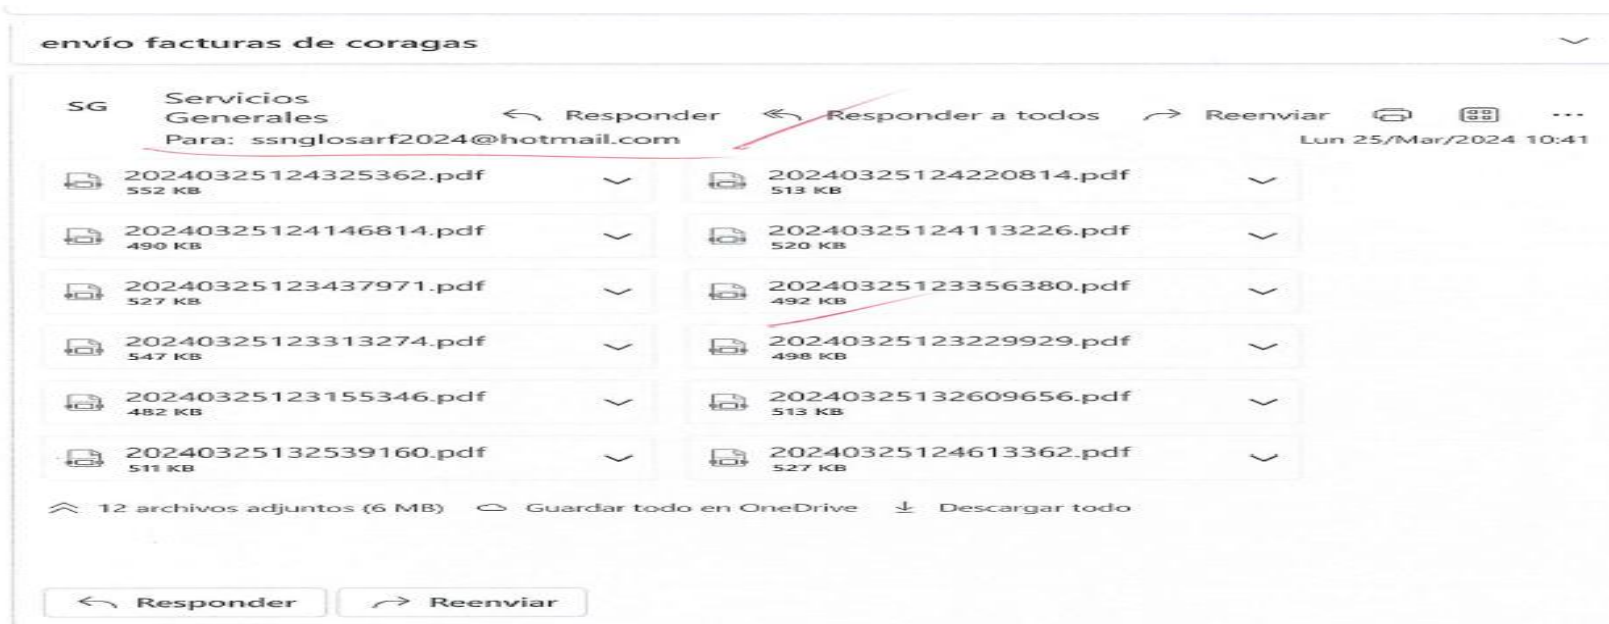 envío facturas de coragas
SG
Servicios
Generales
Responder
Responder a todos
Reenviar
...
Para: ssnglosarf2024@hotmail.com
Lun 25/Mar/2024 10:41
20240325124325362.pdf
552 KB
20240325124220814.pdf
513 KB
20240325124146814.pdf
490 KB
20240325124113226.pdf
520 KB
20240325123437971.pdf
527 KB
20240325123356380.pdf
492 KB
20240325123313274.pdf
547 KB
20240325123229929.pdf
498 KB
20240325123155346.pdf
482 KB
20240325132609656.pdf
513 KB
20240325132539160.pdf
511 KB
20240325124613362.pdf
527 KB
12 archivos adjuntos (6 MB)
Guardar todo en OneDrive
Descargar todo
Responder
Reenviar